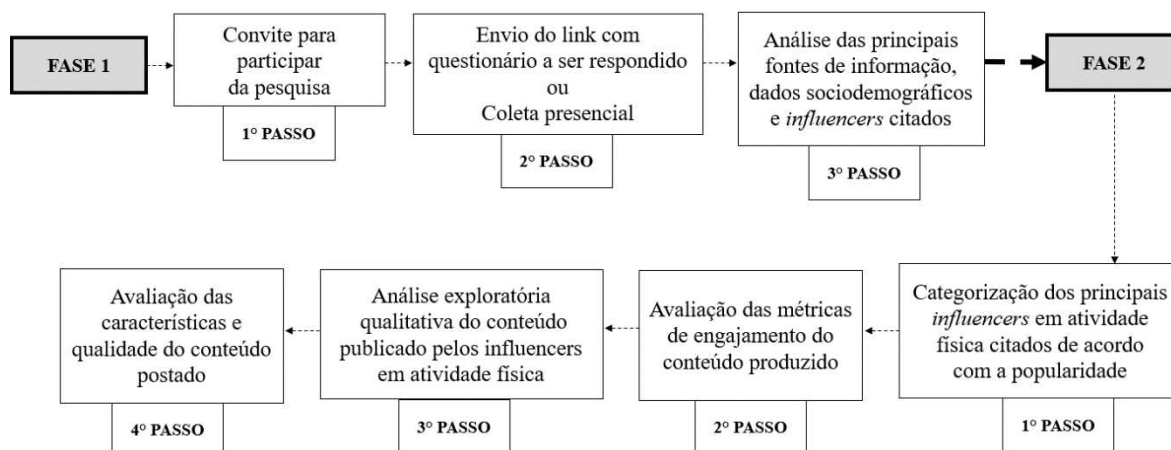 FASE 1
Convite para
participar
da pesquisa
1° PASSO
Envio do link com
questionário a ser respondido
ou
Coleta presencial
2° PASSO
Análise das principais
fontes de informação,
dados sociodemográficos
e influencers citados
3° PASSO
FASE 2
Categorização dos principais
influencers em atividade
física citados de acordo
com a popularidade
1° PASSO
Avaliação das métricas
de engajamento do
conteúdo produzido
2° PASSO
Análise exploratória
qualitativa do conteúdo
publicado pelos influencers
em atividade física
3° PASSO
Avaliação das
características e
qualidade do conteúdo
postado
4° PASSO